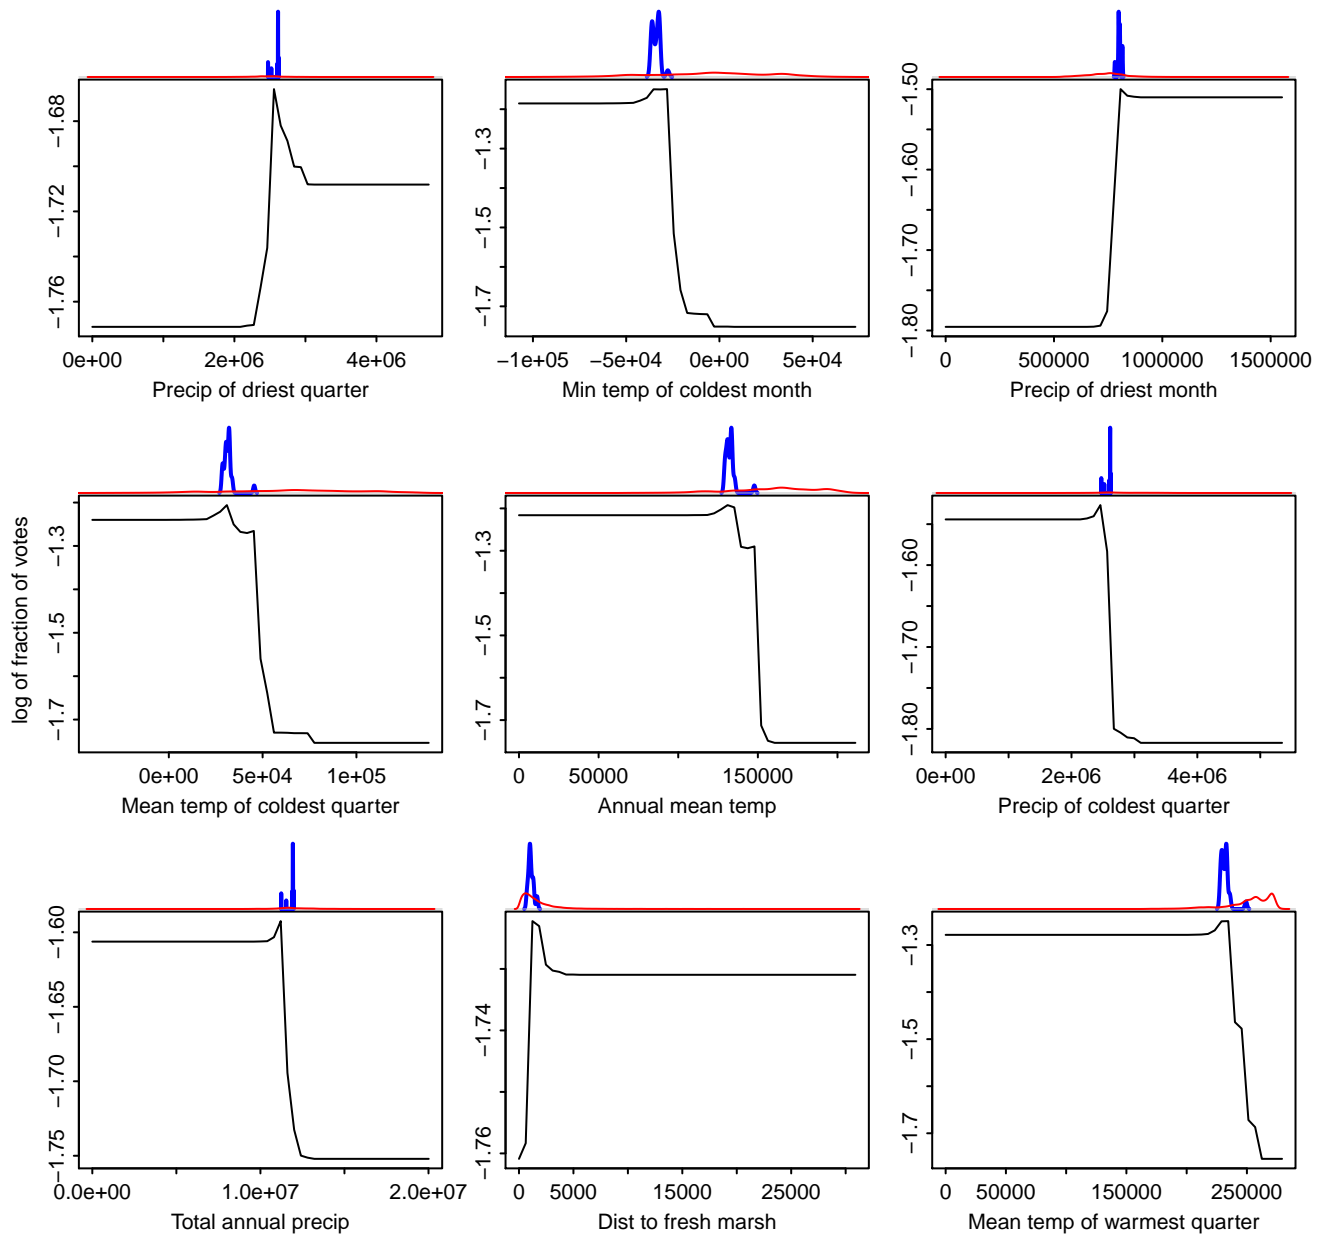 −1.68
−1.72
−1.76
0e+00 2e+06 4e+06
Precip of driest quarter
−1.3
−1.5
−1.7
−1e+05 −5e+04 0e+00 5e+04
Min temp of coldest month
−1.50
−1.60
−1.70
−1.80
0 500000 1000000 1500000
Precip of driest month
log of fraction of votes
−1.3
−1.5
−1.7
0e+00 5e+04 1e+05
Mean temp of coldest quarter
−1.3
−1.5
−1.7
0 50000 150000
Annual mean temp
−1.60
−1.70
−1.80
0e+00 2e+06 4e+06
Precip of coldest quarter
−1.60
−1.65
−1.70
−1.75
0.0e+00 1.0e+07 2.0e+07
Total annual precip
−1.74
−1.76
0 5000 15000 25000
Dist to fresh marsh
−1.3
−1.5
−1.7
0 50000 150000 250000
Mean temp of warmest quarter